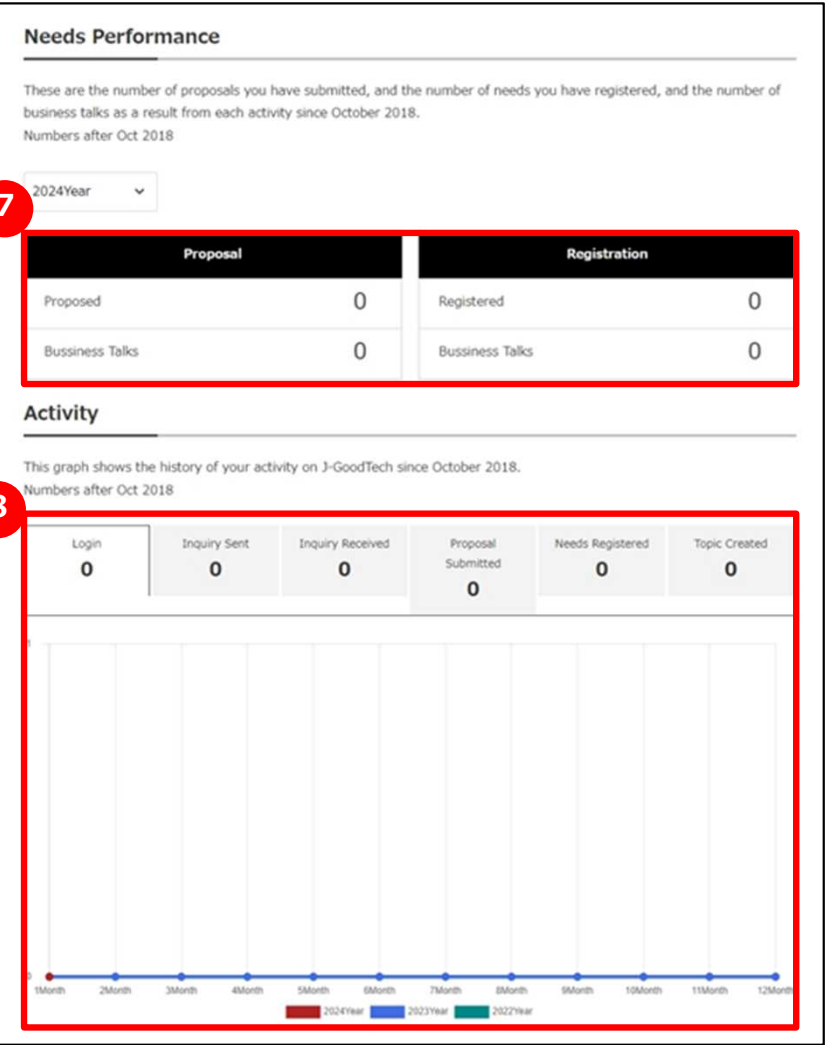 Needs Performance
These are the number of proposals you have submitted, and the number of needs you have registered, and the number of
business talks as a result from each activity since October 2018.
Numbers after Oct 2018
2024Year
7
Proposal
Registration
Proposed 0
Registered 0
Bussiness Talks 0
Bussiness Talks 0
Activity
This graph shows the history of your activity on J-GoodTech since October 2018.
Numbers after Oct 2018
8
Login
0
Inquiry Sent
0
Inquiry Received
0
Proposal
Submitted
0
Needs Registered
0
Topic Created
0
1
0
1Month 2Month 3Month 4Month 5Month 6Month 7Month 8Month 9Month 10Month 11Month 12Month
2024Year 2023Year 2022Year